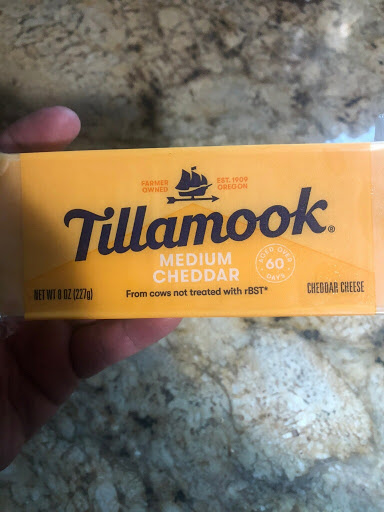 FARMER OWNED
EST. 1909 OREGON
Tillamook®
MEDIUM
CHEDDAR
AGED OVER
60
DAYS
NET WT 8 OZ (227g)
From cows not treated with rBST*
CHEDDAR CHEESE